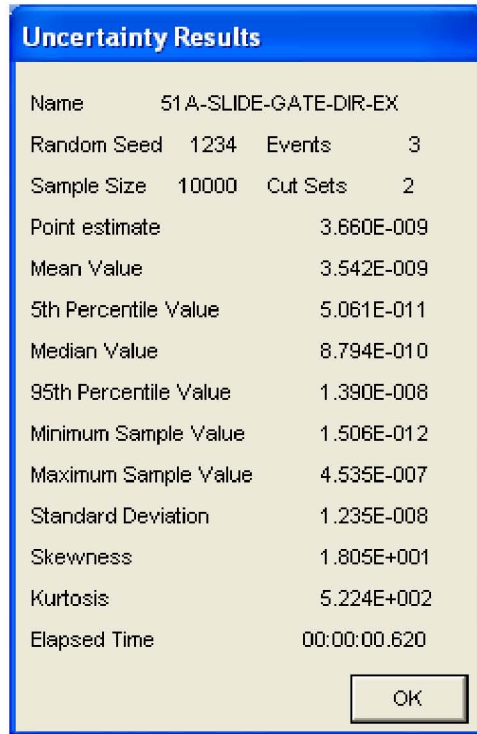 Uncertainty Results
Name 51A-SLIDE-GATE-DIR-EX
Random Seed 1234 Events 3
Sample Size 10000 Cut Sets 2
Point estimate 3.660E-009
Mean Value 3.542E-009
5th Percentile Value 5.061E-011
Median Value 8.794E-010
95th Percentile Value 1.390E-008
Minimum Sample Value 1.506E-012
Maximum Sample Value 4.535E-007
Standard Deviation 1.235E-008
Skewness 1.805E+001
Kurtosis 5.224E+002
Elapsed Time 00:00:00.620
OK